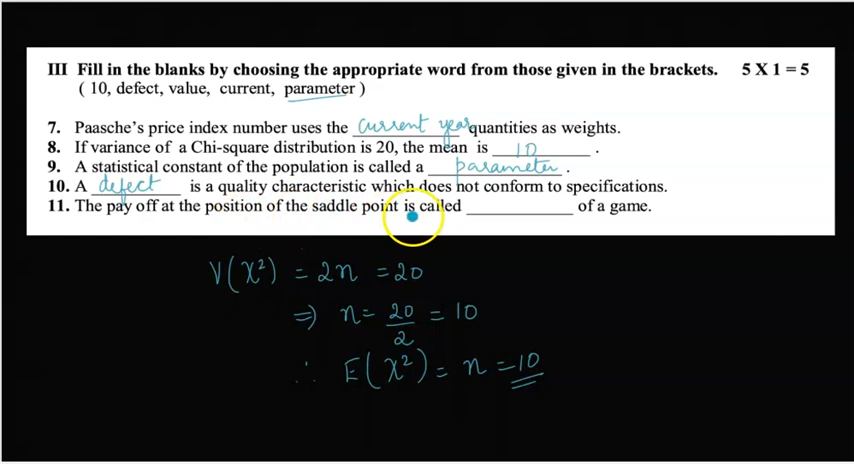 III Fill in the blanks by choosing the appropriate word from those given in the brackets. 5 X 1 = 5
( 10, defect, value, current, parameter )
7. Paasche's price index number uses the current year quantities as weights.
8. If variance of a Chi-square distribution is 20, the mean is 10 .
9. A statistical constant of the population is called a parameter .
10. A defect is a quality characteristic which does not conform to specifications.
11. The pay off at the position of the saddle point is called ____________ of a game.
V(χ²) = 2n = 20
⇒ n = 20/2 = 10
∴ E(χ²) = n = 10